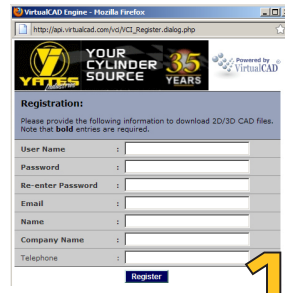 VirtualCAD Engine - Mozilla Firefox
http://api.virtualcad.com/vci/VCI_Register.dialog.php
YATES
Industries
YOUR
CYLINDER
SOURCE
35
YEARS
Powered by
VirtualCAD
Registration:
Please provide the following information to download 2D/3D CAD files.
Note that bold entries are required.
User Name :
Password :
Re-enter Password :
Email :
Name :
Company Name :
Telephone :
Register
1